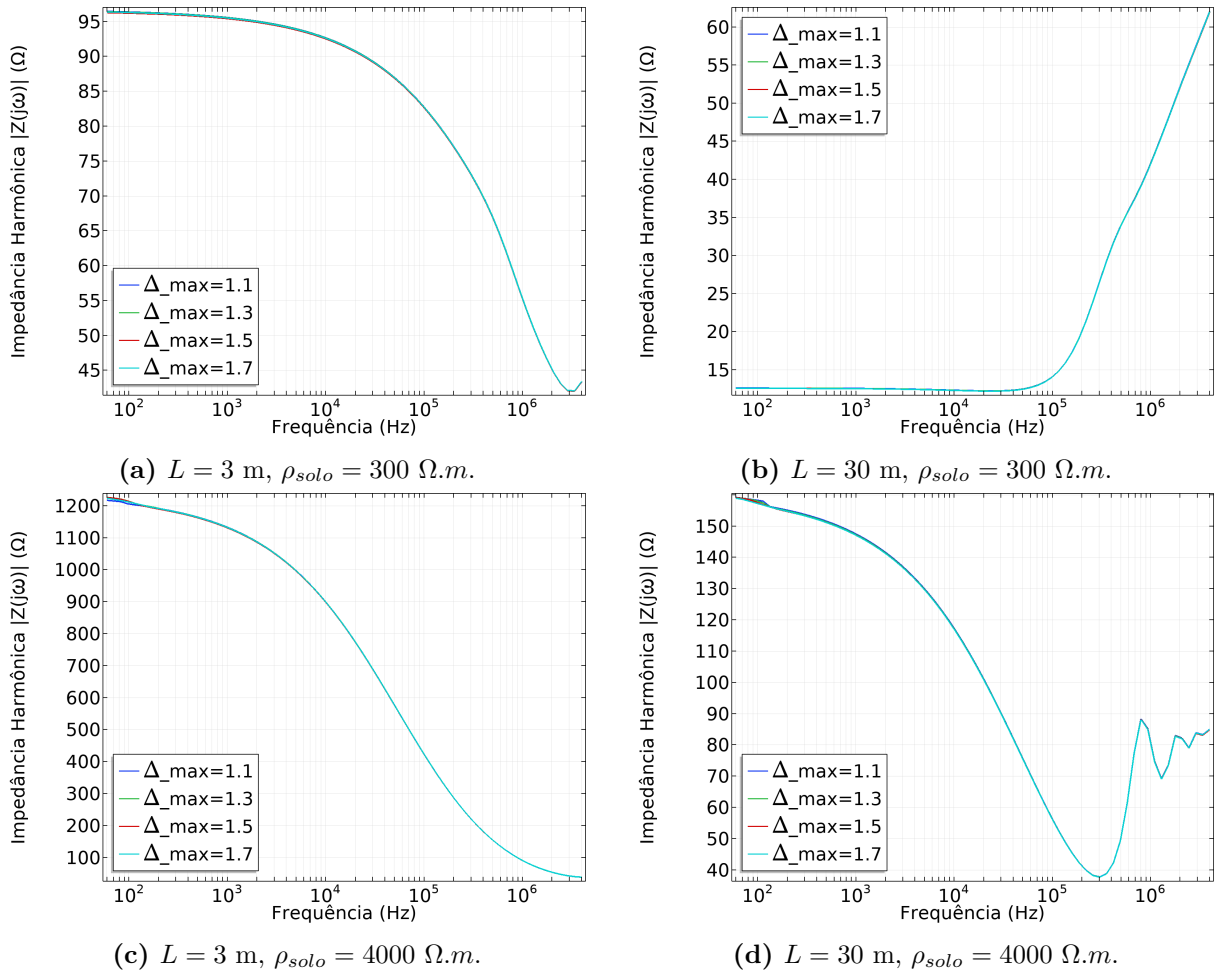 Impedância Harmônica |Z(jω)| (Ω)
95
90
85
80
75
70
65
60
55
50
45
Δ_max=1.1
Δ_max=1.3
Δ_max=1.5
Δ_max=1.7
10² 10³ 10⁴ 10⁵ 10⁶
Frequência (Hz)
(a) L = 3 m, ρ_solo = 300 Ω.m.
Impedância Harmônica |Z(jω)| (Ω)
60
55
50
45
40
35
30
25
20
15
Δ_max=1.1
Δ_max=1.3
Δ_max=1.5
Δ_max=1.7
10² 10³ 10⁴ 10⁵ 10⁶
Frequência (Hz)
(b) L = 30 m, ρ_solo = 300 Ω.m.
Impedância Harmônica |Z(jω)| (Ω)
1200
1100
1000
900
800
700
600
500
400
300
200
100
Δ_max=1.1
Δ_max=1.3
Δ_max=1.5
Δ_max=1.7
10² 10³ 10⁴ 10⁵ 10⁶
Frequência (Hz)
(c) L = 3 m, ρ_solo = 4000 Ω.m.
Impedância Harmônica |Z(jω)| (Ω)
150
140
130
120
110
100
90
80
70
60
50
40
Δ_max=1.1
Δ_max=1.3
Δ_max=1.5
Δ_max=1.7
10² 10³ 10⁴ 10⁵ 10⁶
Frequência (Hz)
(d) L = 30 m, ρ_solo = 4000 Ω.m.